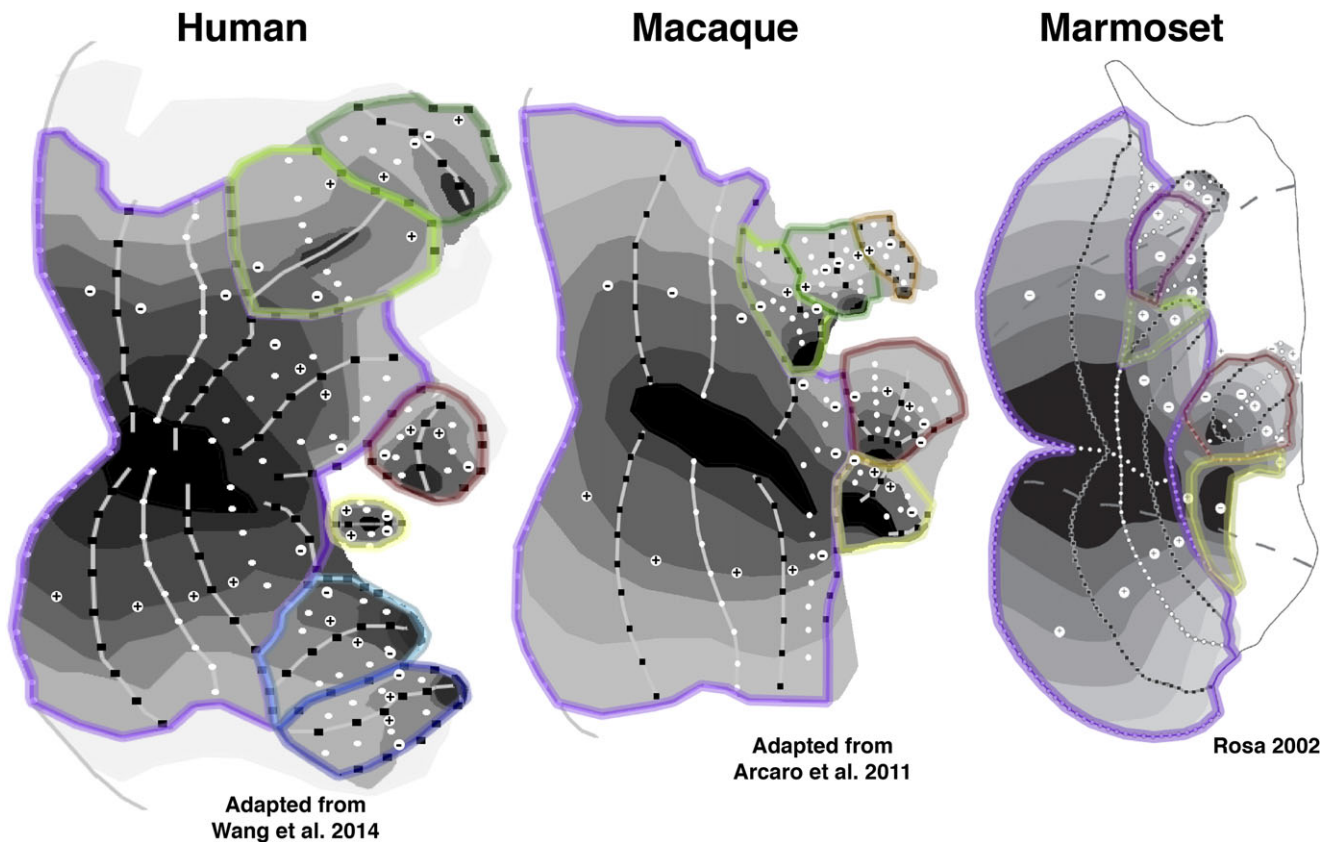 Human
Macaque
Marmoset
Adapted from
Wang et al. 2014
Adapted from
Arcaro et al. 2011
Rosa 2002